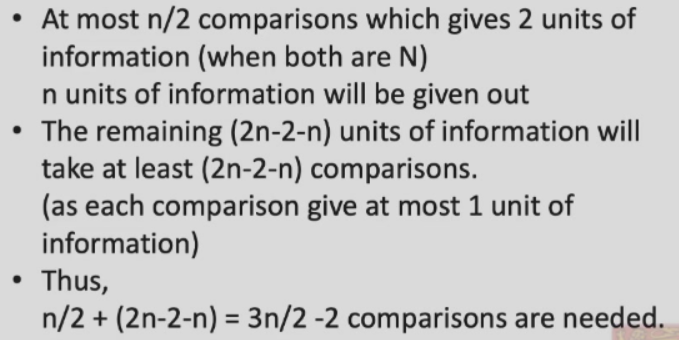 • At most n/2 comparisons which gives 2 units of
information (when both are N)
n units of information will be given out
• The remaining (2n-2-n) units of information will
take at least (2n-2-n) comparisons.
(as each comparison give at most 1 unit of
information)
• Thus,
n/2 + (2n-2-n) = 3n/2 -2 comparisons are needed.